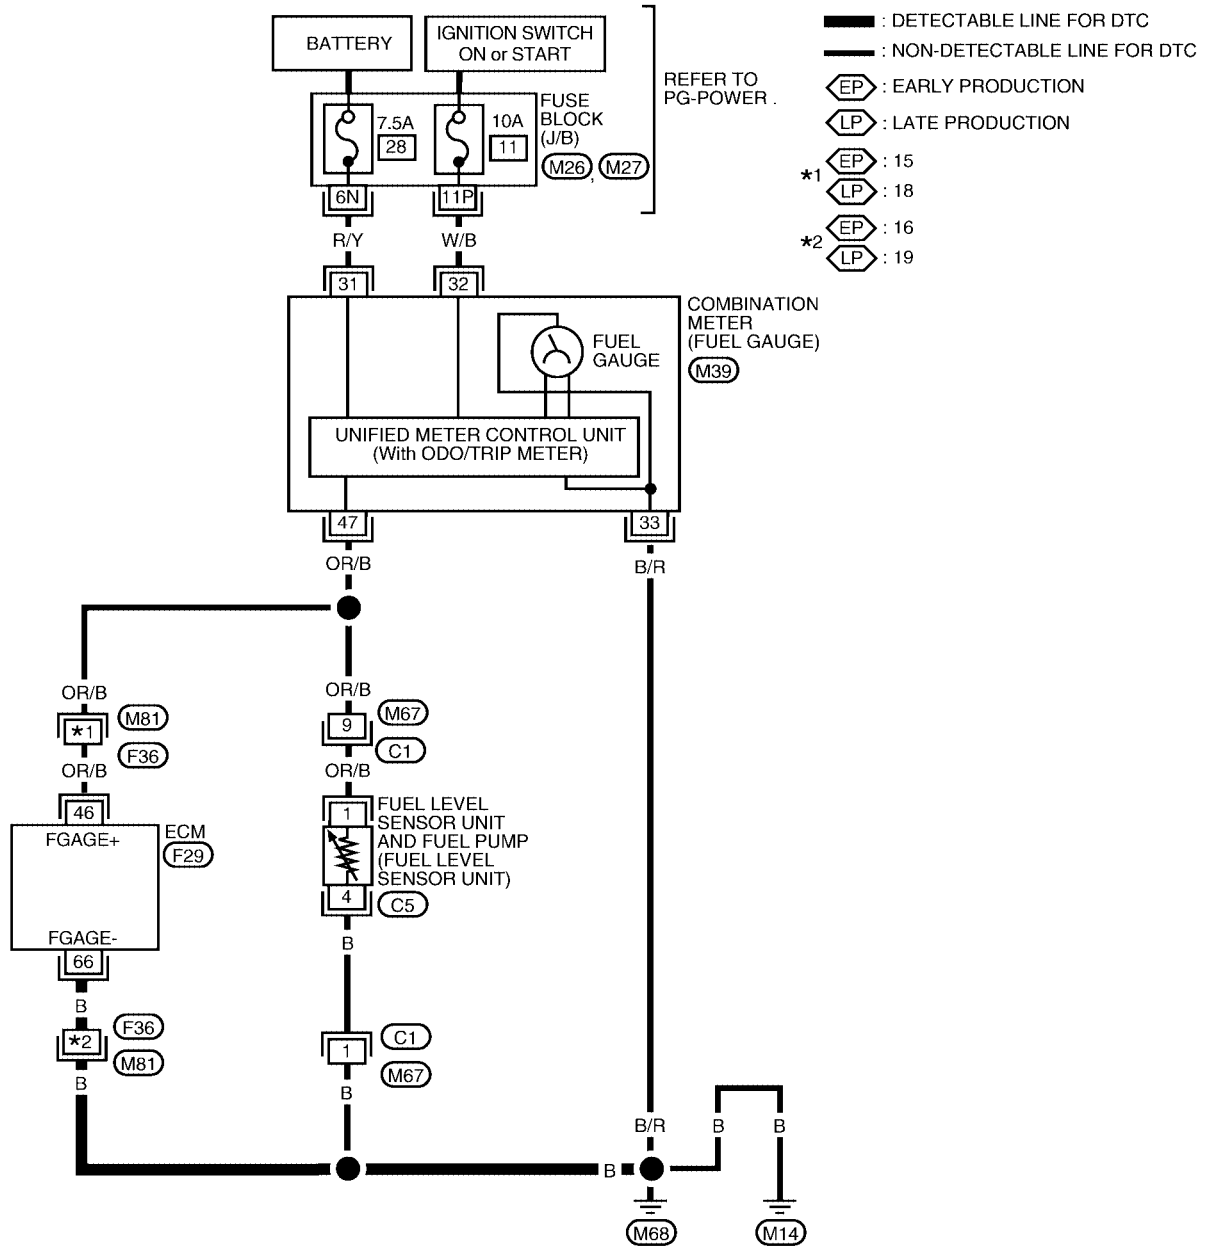 BATTERY
IGNITION SWITCH
ON or START
REFER TO
PG-POWER .
: DETECTABLE LINE FOR DTC
: NON-DETECTABLE LINE FOR DTC
EP : EARLY PRODUCTION
LP : LATE PRODUCTION
*1 EP : 15
LP : 18
*2 EP : 16
LP : 19
7.5A
28
10A
11
FUSE
BLOCK
(J/B)
M26 , M27
6N
11P
R/Y
W/B
31
32
COMBINATION
METER
(FUEL GAUGE)
M39
FUEL
GAUGE
UNIFIED METER CONTROL UNIT
(With ODO/TRIP METER)
47
33
OR/B
B/R
OR/B
*1
M81
F36
OR/B
46
FGAGE+
ECM
F29
FGAGE-
66
B
*2
F36
M81
B
OR/B
9
M67
C1
OR/B
1
FUEL LEVEL
SENSOR UNIT
AND FUEL PUMP
(FUEL LEVEL
SENSOR UNIT)
4
C5
B
1
C1
M67
B
B/R
B
B
B
M68
M14